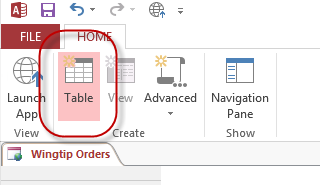 FILE
HOME
Launch
App
Table
View
Advanced
Navigation
Pane
View
Create
Show
Wingtip Orders